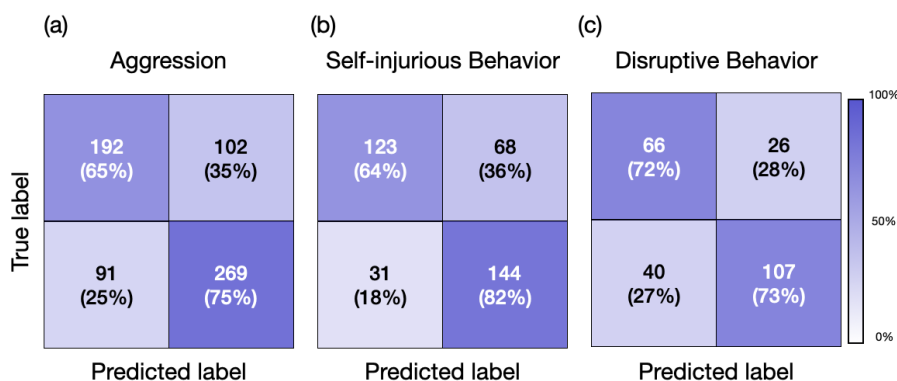 (a)
Aggression
(b)
Self-injurious Behavior
(c)
Disruptive Behavior
True label
192
(65%)
102
(35%)
91
(25%)
269
(75%)
Predicted label
123
(64%)
68
(36%)
31
(18%)
144
(82%)
Predicted label
66
(72%)
26
(28%)
40
(27%)
107
(73%)
Predicted label
100%
50%
0%